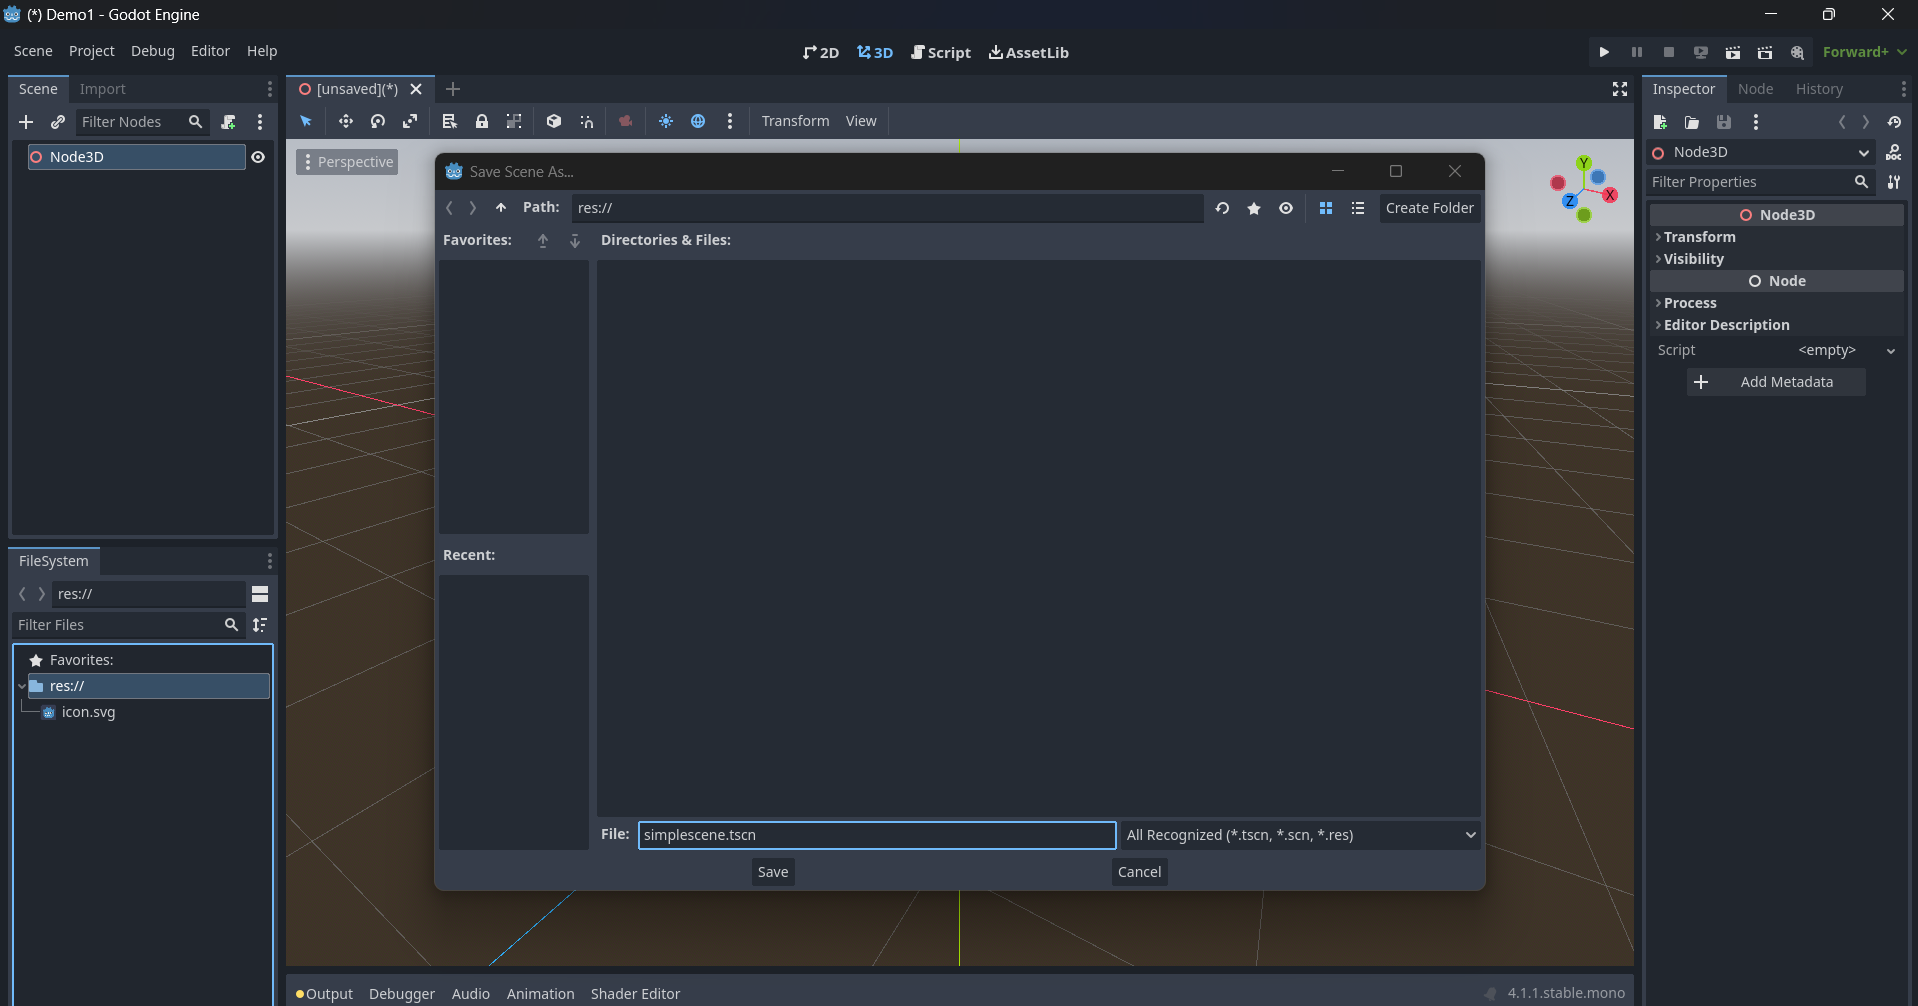 (*) Demo1 - Godot Engine
Scene Project Debug Editor Help
2D 3D Script AssetLib
Forward+
Scene Import
[unsaved](*)
Inspector Node History
Filter Nodes
Transform View
Node3D
Perspective
Save Scene As...
Path: res://
Create Folder
Favorites:
Directories & Files:
Recent:
File: simplescene.tscn
All Recognized (*.tscn, *.scn, *.res)
Save
Cancel
Y
X
Z
Node3D
DOC
Filter Properties
Node3D
Transform
Visibility
Node
Process
Editor Description
Script <empty>
Add Metadata
FileSystem
res://
Filter Files
Favorites:
res://
icon.svg
Output Debugger Audio Animation Shader Editor
4.1.1.stable.mono